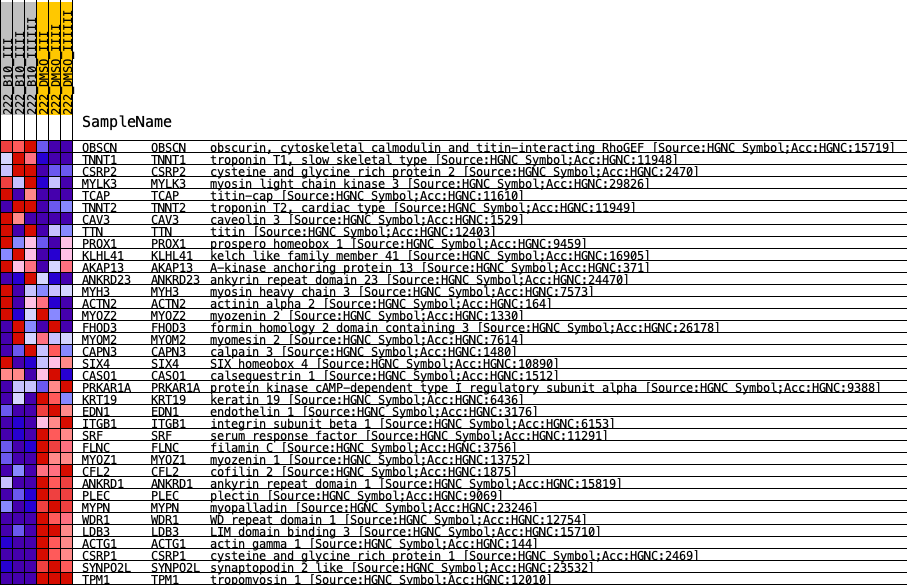 222_B10_III
222_B10_IIII
222_B10_IIIIII
222_DMSO_III
222_DMSO_IIII
222_DMSO_IIIIII
SampleName
OBSCN OBSCN obscurin, cytoskeletal calmodulin and titin-interacting RhoGEF [Source:HGNC Symbol;Acc:HGNC:15719]
TNNT1 TNNT1 troponin T1, slow skeletal type [Source:HGNC Symbol;Acc:HGNC:11948]
CSRP2 CSRP2 cysteine and glycine rich protein 2 [Source:HGNC Symbol;Acc:HGNC:2470]
MYLK3 MYLK3 myosin light chain kinase 3 [Source:HGNC Symbol;Acc:HGNC:29826]
TCAP TCAP titin-cap [Source:HGNC Symbol;Acc:HGNC:11610]
TNNT2 TNNT2 troponin T2, cardiac type [Source:HGNC Symbol;Acc:HGNC:11949]
CAV3 CAV3 caveolin 3 [Source:HGNC Symbol;Acc:HGNC:1529]
TTN TTN titin [Source:HGNC Symbol;Acc:HGNC:12403]
PROX1 PROX1 prospero homeobox 1 [Source:HGNC Symbol;Acc:HGNC:9459]
KLHL41 KLHL41 kelch like family member 41 [Source:HGNC Symbol;Acc:HGNC:16905]
AKAP13 AKAP13 A-kinase anchoring protein 13 [Source:HGNC Symbol;Acc:HGNC:371]
ANKRD23 ANKRD23 ankyrin repeat domain 23 [Source:HGNC Symbol;Acc:HGNC:24470]
MYH3 MYH3 myosin heavy chain 3 [Source:HGNC Symbol;Acc:HGNC:7573]
ACTN2 ACTN2 actinin alpha 2 [Source:HGNC Symbol;Acc:HGNC:164]
MYOZ2 MYOZ2 myozenin 2 [Source:HGNC Symbol;Acc:HGNC:1330]
FHOD3 FHOD3 formin homology 2 domain containing 3 [Source:HGNC Symbol;Acc:HGNC:26178]
MYOM2 MYOM2 myomesin 2 [Source:HGNC Symbol;Acc:HGNC:7614]
CAPN3 CAPN3 calpain 3 [Source:HGNC Symbol;Acc:HGNC:1480]
SIX4 SIX4 SIX homeobox 4 [Source:HGNC Symbol;Acc:HGNC:10890]
CASQ1 CASQ1 calsequestrin 1 [Source:HGNC Symbol;Acc:HGNC:1512]
PRKAR1A PRKAR1A protein kinase cAMP-dependent type I regulatory subunit alpha [Source:HGNC Symbol;Acc:HGNC:9388]
KRT19 KRT19 keratin 19 [Source:HGNC Symbol;Acc:HGNC:6436]
EDN1 EDN1 endothelin 1 [Source:HGNC Symbol;Acc:HGNC:3176]
ITGB1 ITGB1 integrin subunit beta 1 [Source:HGNC Symbol;Acc:HGNC:6153]
SRF SRF serum response factor [Source:HGNC Symbol;Acc:HGNC:11291]
FLNC FLNC filamin C [Source:HGNC Symbol;Acc:HGNC:3756]
MYOZ1 MYOZ1 myozenin 1 [Source:HGNC Symbol;Acc:HGNC:13752]
CFL2 CFL2 cofilin 2 [Source:HGNC Symbol;Acc:HGNC:1875]
ANKRD1 ANKRD1 ankyrin repeat domain 1 [Source:HGNC Symbol;Acc:HGNC:15819]
PLEC PLEC plectin [Source:HGNC Symbol;Acc:HGNC:9069]
MYPN MYPN myopalladin [Source:HGNC Symbol;Acc:HGNC:23246]
WDR1 WDR1 WD repeat domain 1 [Source:HGNC Symbol;Acc:HGNC:12754]
LDB3 LDB3 LIM domain binding 3 [Source:HGNC Symbol;Acc:HGNC:15710]
ACTG1 ACTG1 actin gamma 1 [Source:HGNC Symbol;Acc:HGNC:144]
CSRP1 CSRP1 cysteine and glycine rich protein 1 [Source:HGNC Symbol;Acc:HGNC:2469]
SYNPO2L SYNPO2L synaptopodin 2 like [Source:HGNC Symbol;Acc:HGNC:23532]
TPM1 TPM1 tropomyosin 1 [Source:HGNC Symbol;Acc:HGNC:12010]